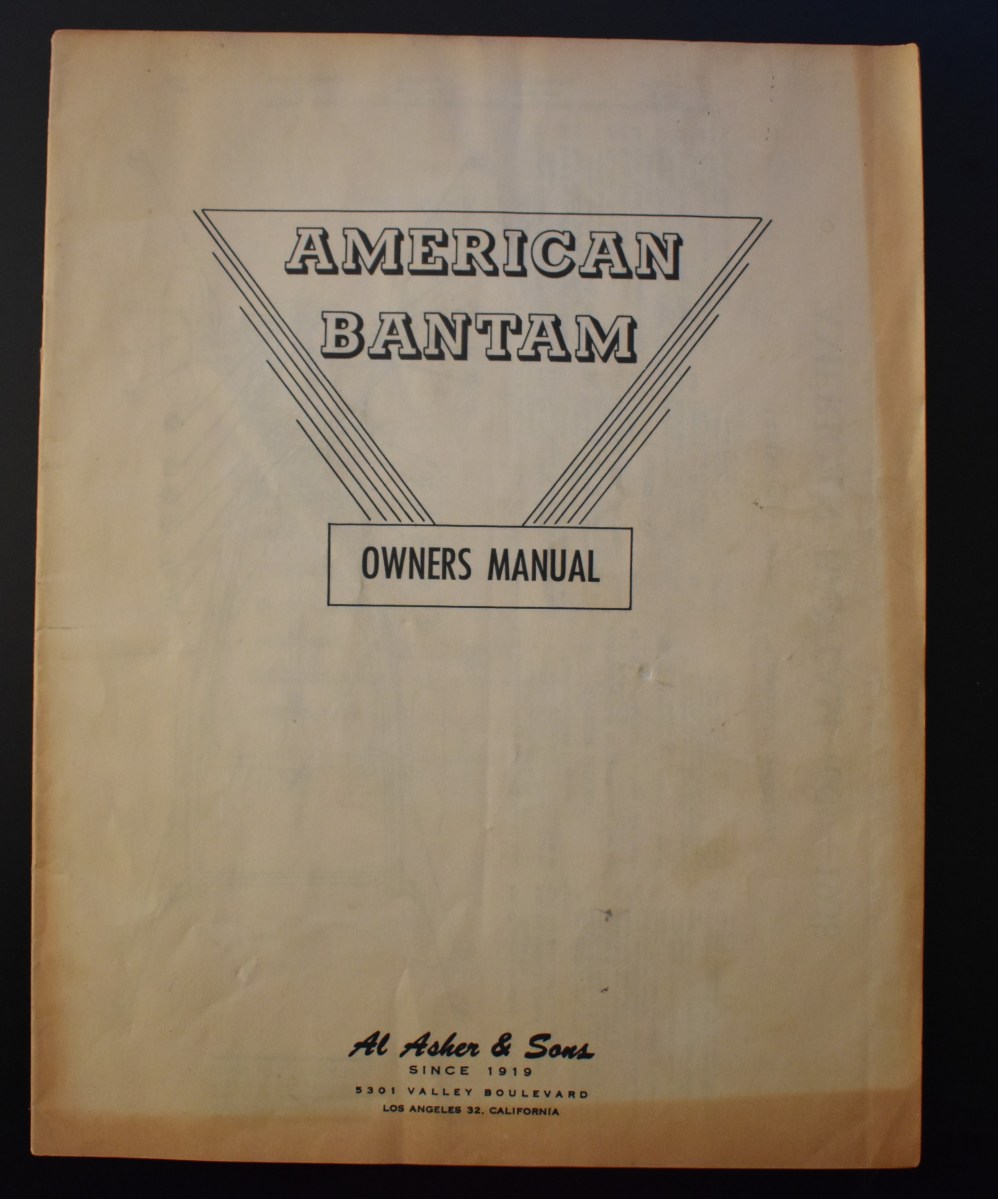 AMERICAN
BANTAM
OWNERS MANUAL
Al Asher & Sons
SINCE 1919
5301 VALLEY BOULEVARD
LOS ANGELES 32, CALIFORNIA